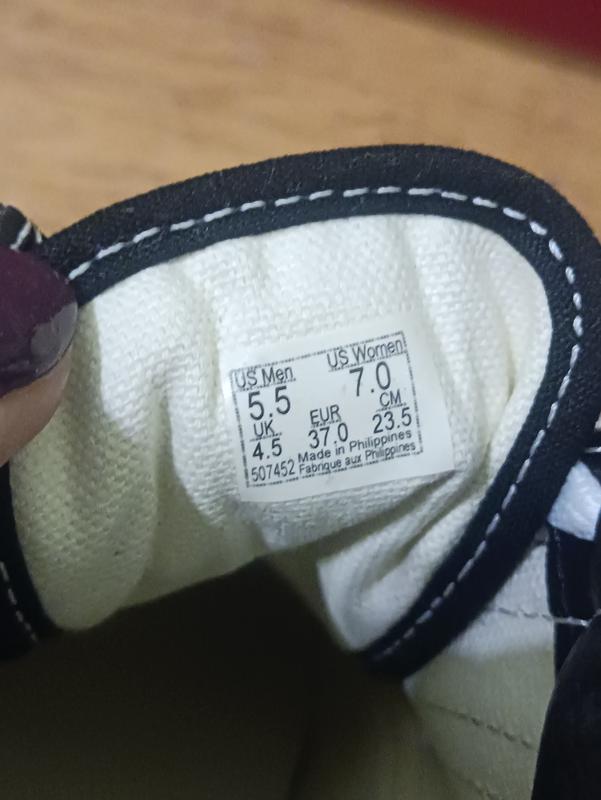 US Men US Women
5.5 7.0
UK EUR CM
4.5 37.0 23.5
507452 Made in Philippines
Fabrique aux Philippines